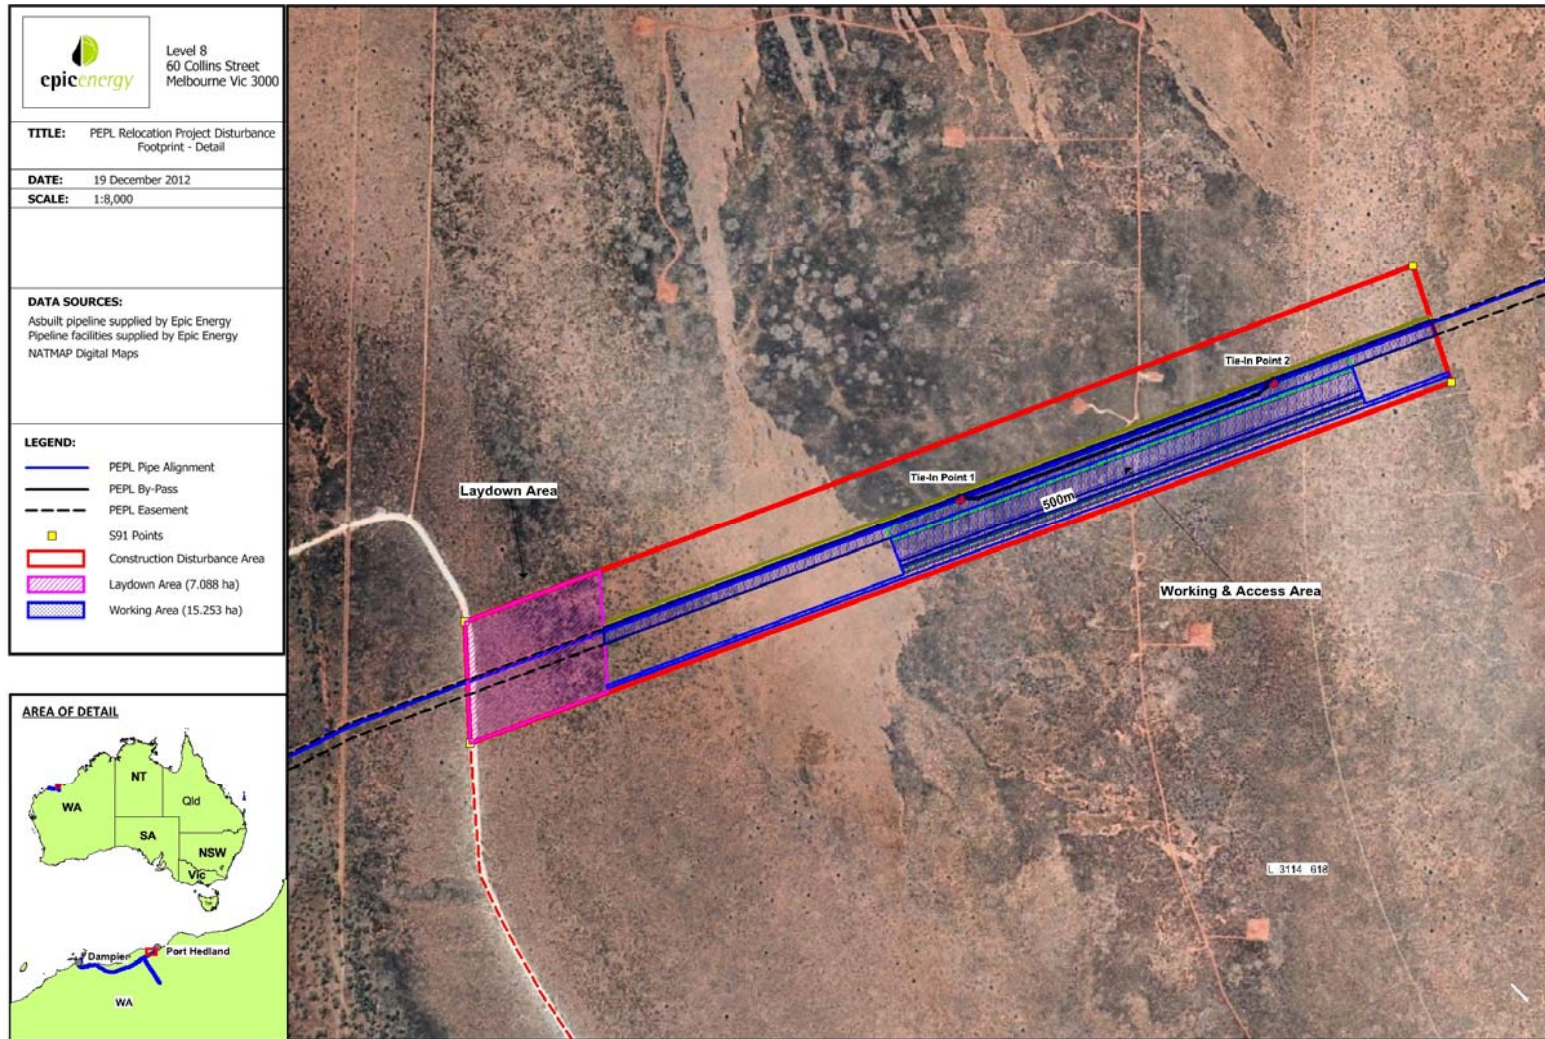 epicenergy
Level 8
60 Collins Street
Melbourne Vic 3000
TITLE: PEPL Relocation Project Disturbance
Footprint - Detail
DATE: 19 December 2012
SCALE: 1:8,000
DATA SOURCES:
Asbuilt pipeline supplied by Epic Energy
Pipeline facilities supplied by Epic Energy
NATMAP Digital Maps
LEGEND:
PEPL Pipe Alignment
PEPL By-Pass
PEPL Easement
S91 Points
Construction Disturbance Area
Laydown Area (7.088 ha)
Working Area (15.253 ha)
AREA OF DETAIL
NT
WA
Qld
SA
NSW
Vic
Dampier
Port Hedland
WA
Tie-In Point 2
Tie-In Point 1
Laydown Area
500m
Working & Access Area
L 3114 618